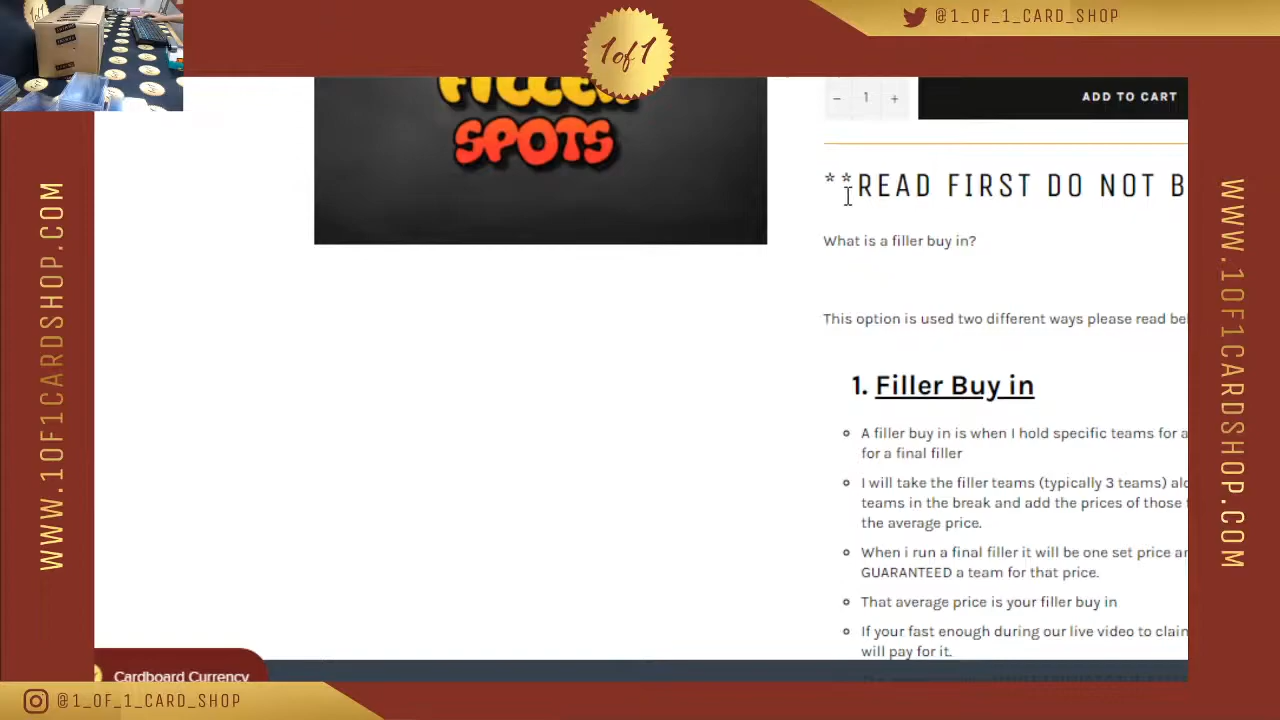 @1_OF_1_CARD_SHOP
1of1
FILLER
SPOTS
− 1 +
ADD TO CART
**READ FIRST DO NOT B
What is a filler buy in?
This option is used two different ways please read be
1. Filler Buy in
A filler buy in is when I hold specific teams for a
for a final filler
I will take the filler teams (typically 3 teams) alo
teams in the break and add the prices of those
the average price.
When i run a final filler it will be one set price a
GUARANTEED a team for that price.
That average price is your filler buy in
If your fast enough during our live video to clai
will pay for it.
Cardboard Currency
WWW.1OF1CARDSHOP.COM
WWW.1OF1CARDSHOP.COM
@1_OF_1_CARD_SHOP